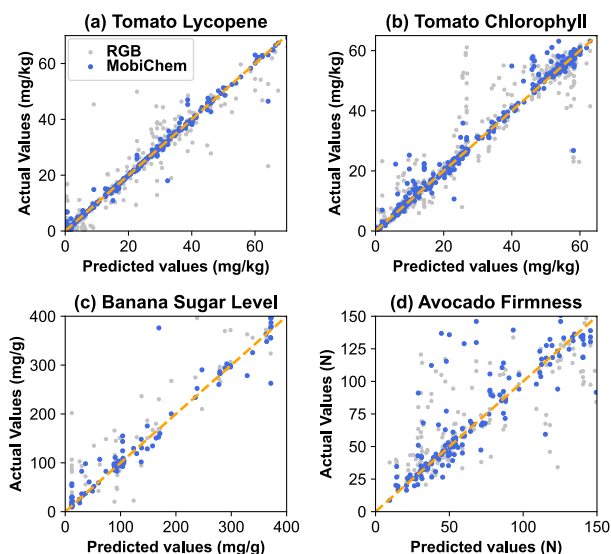 (a) Tomato Lycopene
RGB
MobiChem
Actual Values (mg/kg)
60
40
20
0
0 20 40 60
Predicted values (mg/kg)
(b) Tomato Chlorophyll
Actual Values (mg/kg)
60
40
20
0
0 20 40 60
Predicted values (mg/kg)
(c) Banana Sugar Level
Actual Values (mg/g)
400
300
200
100
0
0 100 200 300 400
Predicted values (mg/g)
(d) Avocado Firmness
Actual Values (N)
150
125
100
75
50
25
0
0 50 100 150
Predicted values (N)